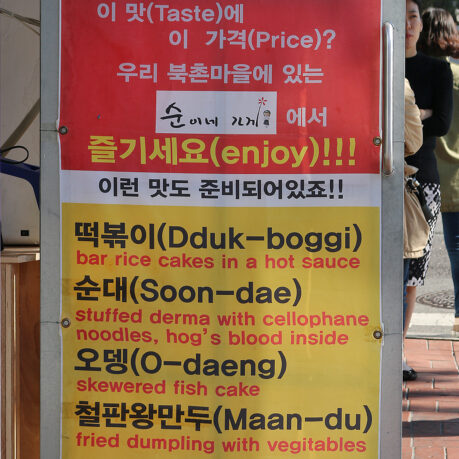 이 맛(Taste)에
이 가격(Price)?
우리 북촌마을에 있는
순이네 가게 에서
즐기세요(enjoy)!!!
이런 맛도 준비되어있죠!!
떡볶이(Dduk-boggi)
bar rice cakes in a hot sauce
순대(Soon-dae)
stuffed derma with cellophane
noodles, hog's blood inside
오뎅(O-daeng)
skewered fish cake
철판왕만두(Maan-du)
fried dumpling with vegitables